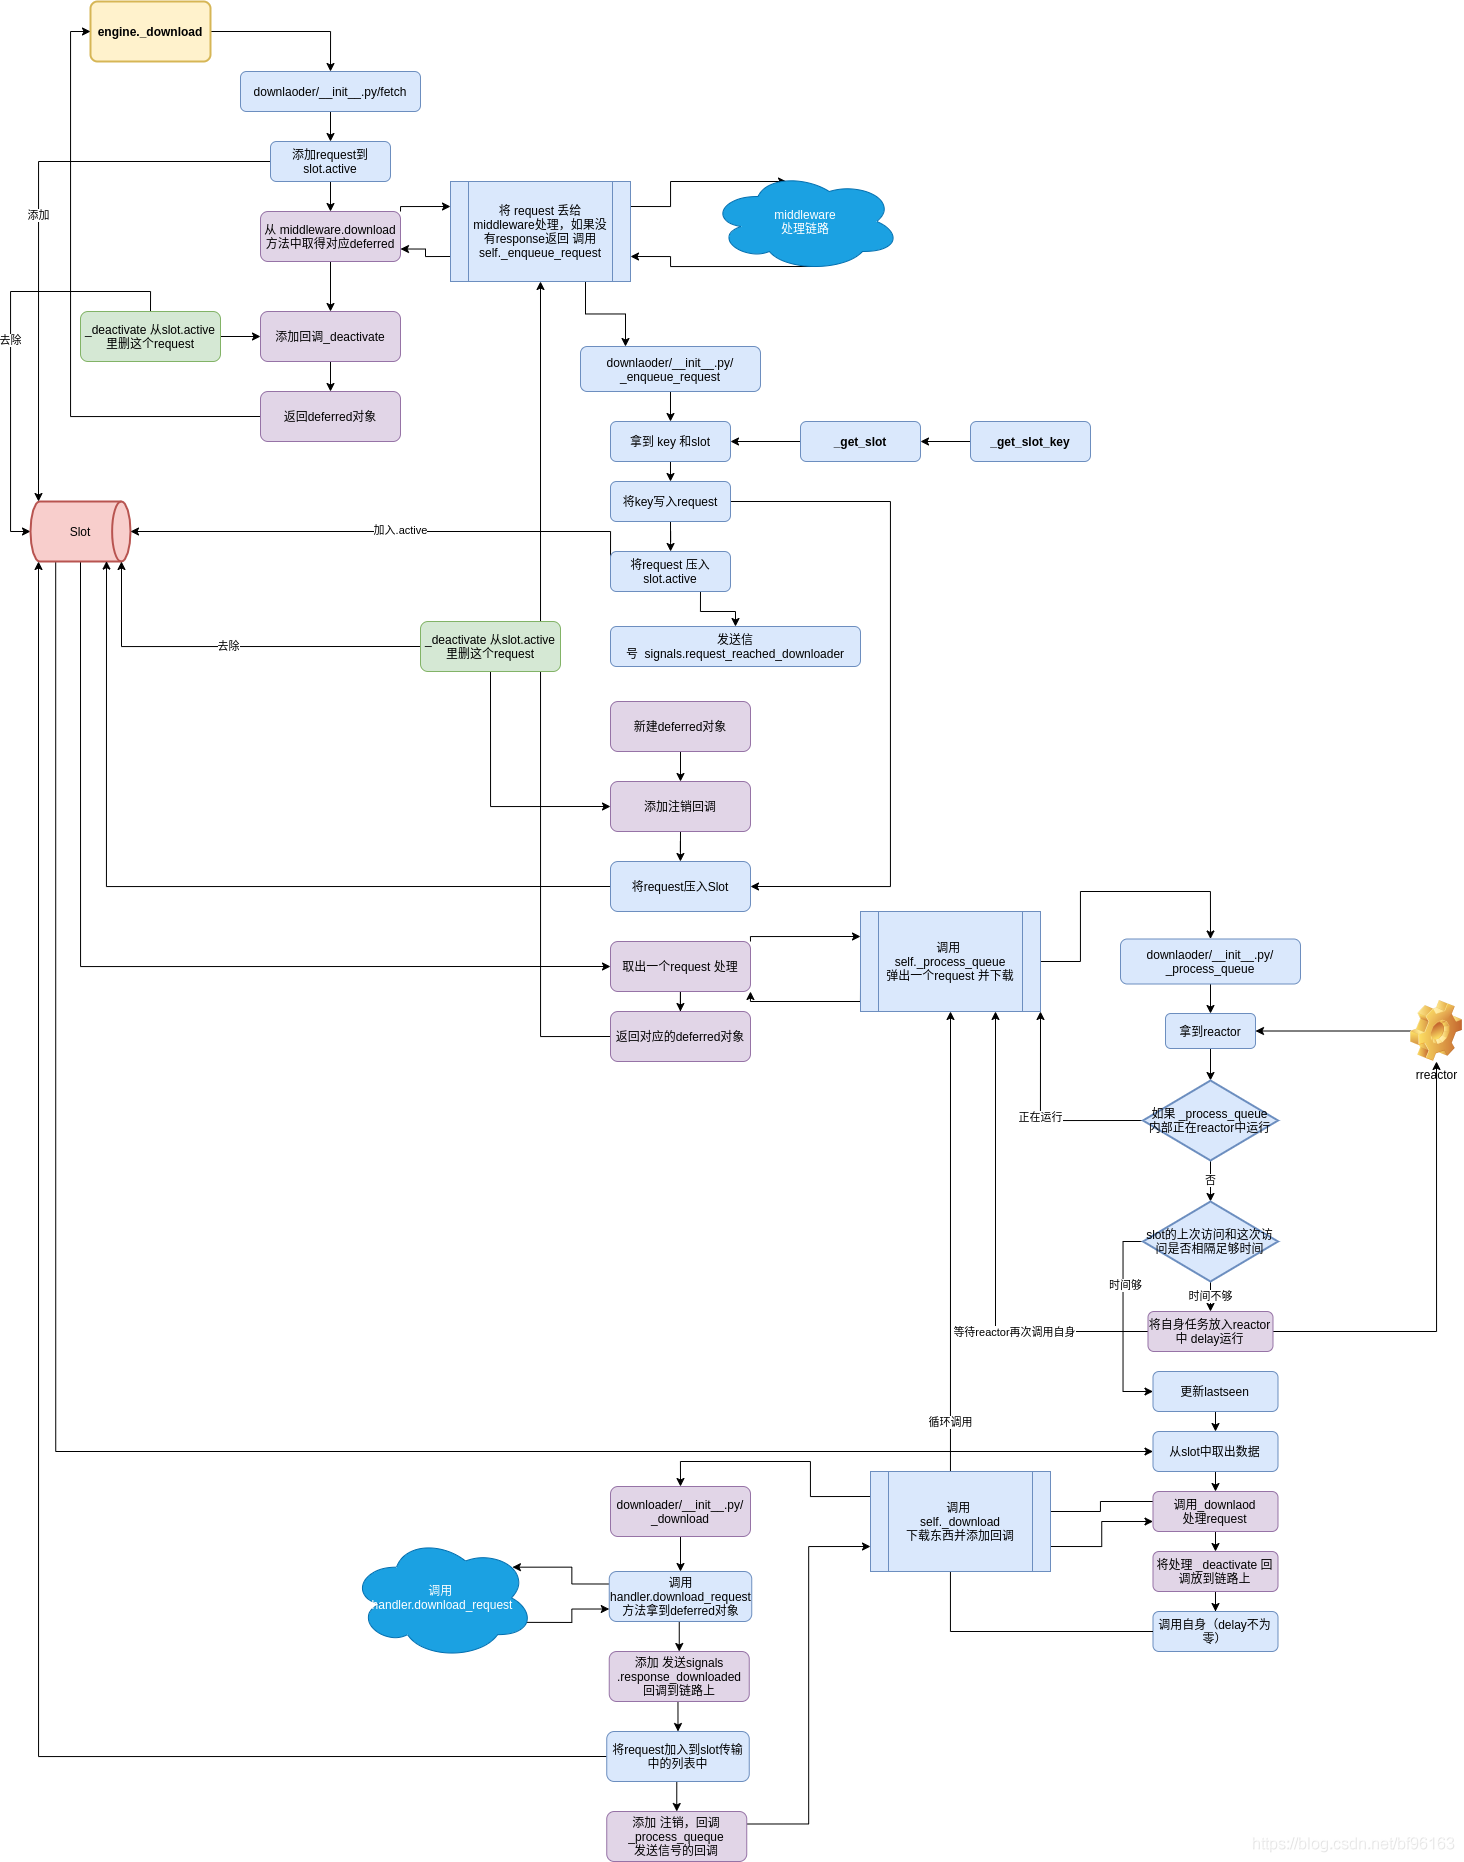 engine._download
downlaoder/__init__.py/fetch
添加request到
slot.active
添加
从 middleware.download
方法中取得对应deferred
将 request 丢给
middleware处理，如果没
有response返回 调用
self._enqueue_request
middleware
处理链路
去除
_deactivate 从slot.active
里删这个request
添加回调_deactivate
返回deferred对象
downlaoder/__init__.py/
_enqueue_request
拿到 key 和slot
_get_slot
_get_slot_key
将key写入request
Slot
加入.active
将request 压入
slot.active
去除
_deactivate 从slot.active
里删这个request
发送信
号  signals.request_reached_downloader
新建deferred对象
添加注销回调
将request压入Slot
取出一个request 处理
返回对应的deferred对象
调用
self._process_queue
弹出一个request 并下载
downlaoder/__init__.py/
_process_queue
拿到reactor
rreactor
正在运行
如果 _process_queue
内部正在reactor中运行
否
slot的上次访问和这次访
问是否相隔足够时间
时间够
时间不够
等待reactor再次调用自身
将自身任务放入reactor
中 delay运行
更新lastseen
循环调用
从slot中取出数据
调用
self._download
下载东西并添加回调
调用_downlaod
处理request
将处理 _deactivate 回
调放到链路上
调用自身（delay不为
零）
downloader/__init__.py/
_download
调用
handler.download_request
调用
handler.download_request
方法拿到deferred对象
添加 发送signals
.response_downloaded
回调到链路上
将request加入到slot传输
中的列表中
添加 注销，回调
_process_queque
发送信号的回调
https://blog.csdn.net/bf96163